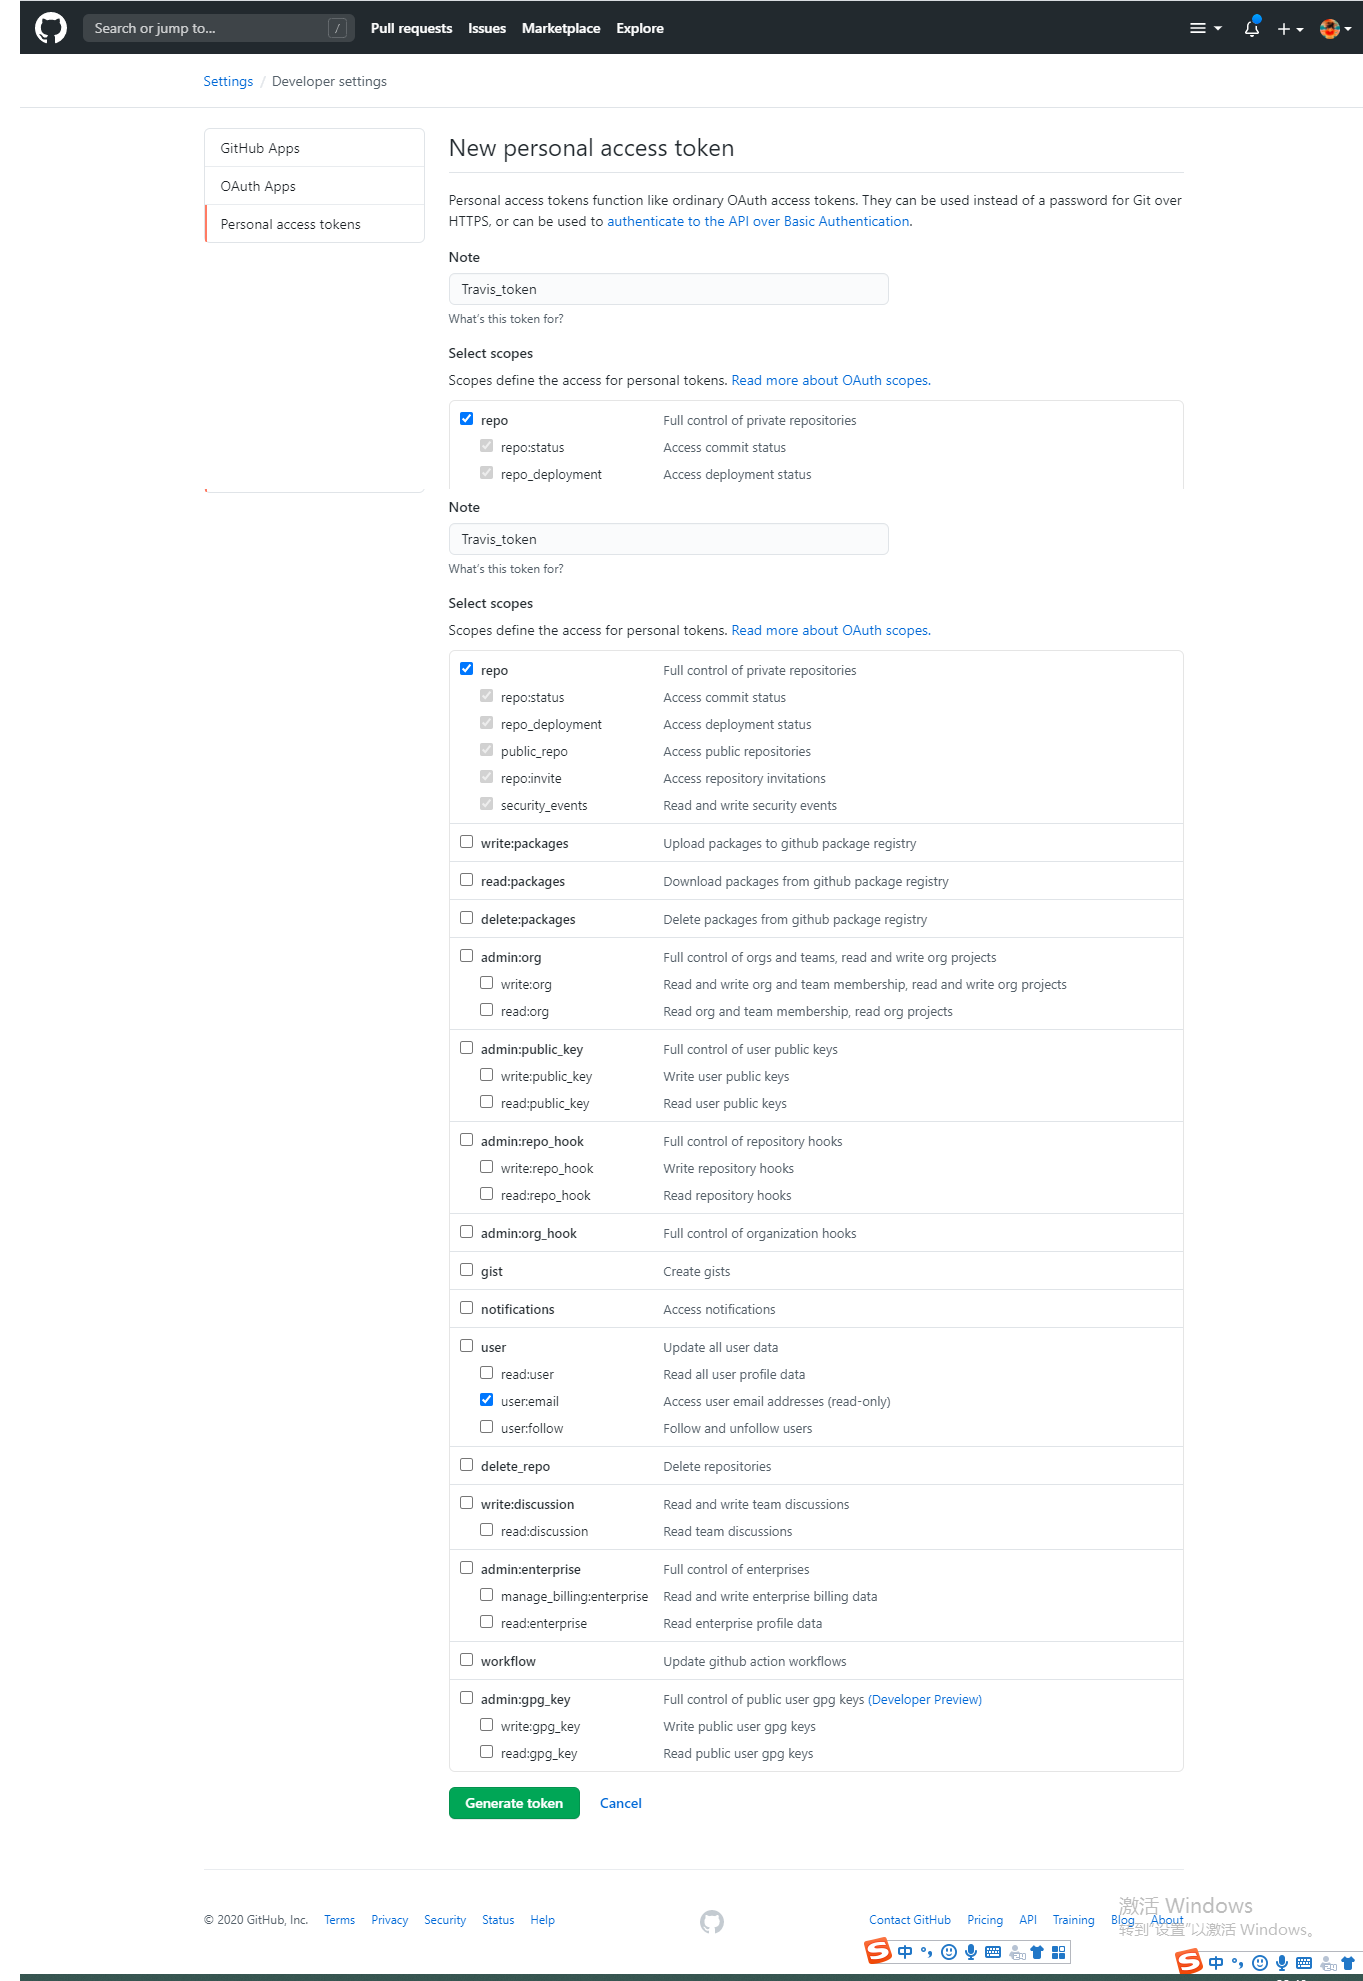 Search or jump to... /
Pull requests Issues Marketplace Explore
Settings / Developer settings
GitHub Apps
OAuth Apps
Personal access tokens
New personal access token
Personal access tokens function like ordinary OAuth access tokens. They can be used instead of a password for Git over
HTTPS, or can be used to authenticate to the API over Basic Authentication.
Note
Travis_token
What's this token for?
Select scopes
Scopes define the access for personal tokens. Read more about OAuth scopes.
repo Full control of private repositories
repo:status Access commit status
repo_deployment Access deployment status
Note
Travis_token
What's this token for?
Select scopes
Scopes define the access for personal tokens. Read more about OAuth scopes.
repo Full control of private repositories
repo:status Access commit status
repo_deployment Access deployment status
public_repo Access public repositories
repo:invite Access repository invitations
security_events Read and write security events
write:packages Upload packages to github package registry
read:packages Download packages from github package registry
delete:packages Delete packages from github package registry
admin:org Full control of orgs and teams, read and write org projects
write:org Read and write org and team membership, read and write org projects
read:org Read org and team membership, read org projects
admin:public_key Full control of user public keys
write:public_key Write user public keys
read:public_key Read user public keys
admin:repo_hook Full control of repository hooks
write:repo_hook Write repository hooks
read:repo_hook Read repository hooks
admin:org_hook Full control of organization hooks
gist Create gists
notifications Access notifications
user Update all user data
read:user Read all user profile data
user:email Access user email addresses (read-only)
user:follow Follow and unfollow users
delete_repo Delete repositories
write:discussion Read and write team discussions
read:discussion Read team discussions
admin:enterprise Full control of enterprises
manage_billing:enterprise Read and write enterprise billing data
read:enterprise Read enterprise profile data
workflow Update github action workflows
admin:gpg_key Full control of public user gpg keys (Developer Preview)
write:gpg_key Write public user gpg keys
read:gpg_key Read public user gpg keys
Generate token Cancel
激活 Windows
© 2020 GitHub, Inc. Terms Privacy Security Status Help Contact GitHub Pricing API Training Blog About
转到"设置"以激活 Windows。
S 中
S 中